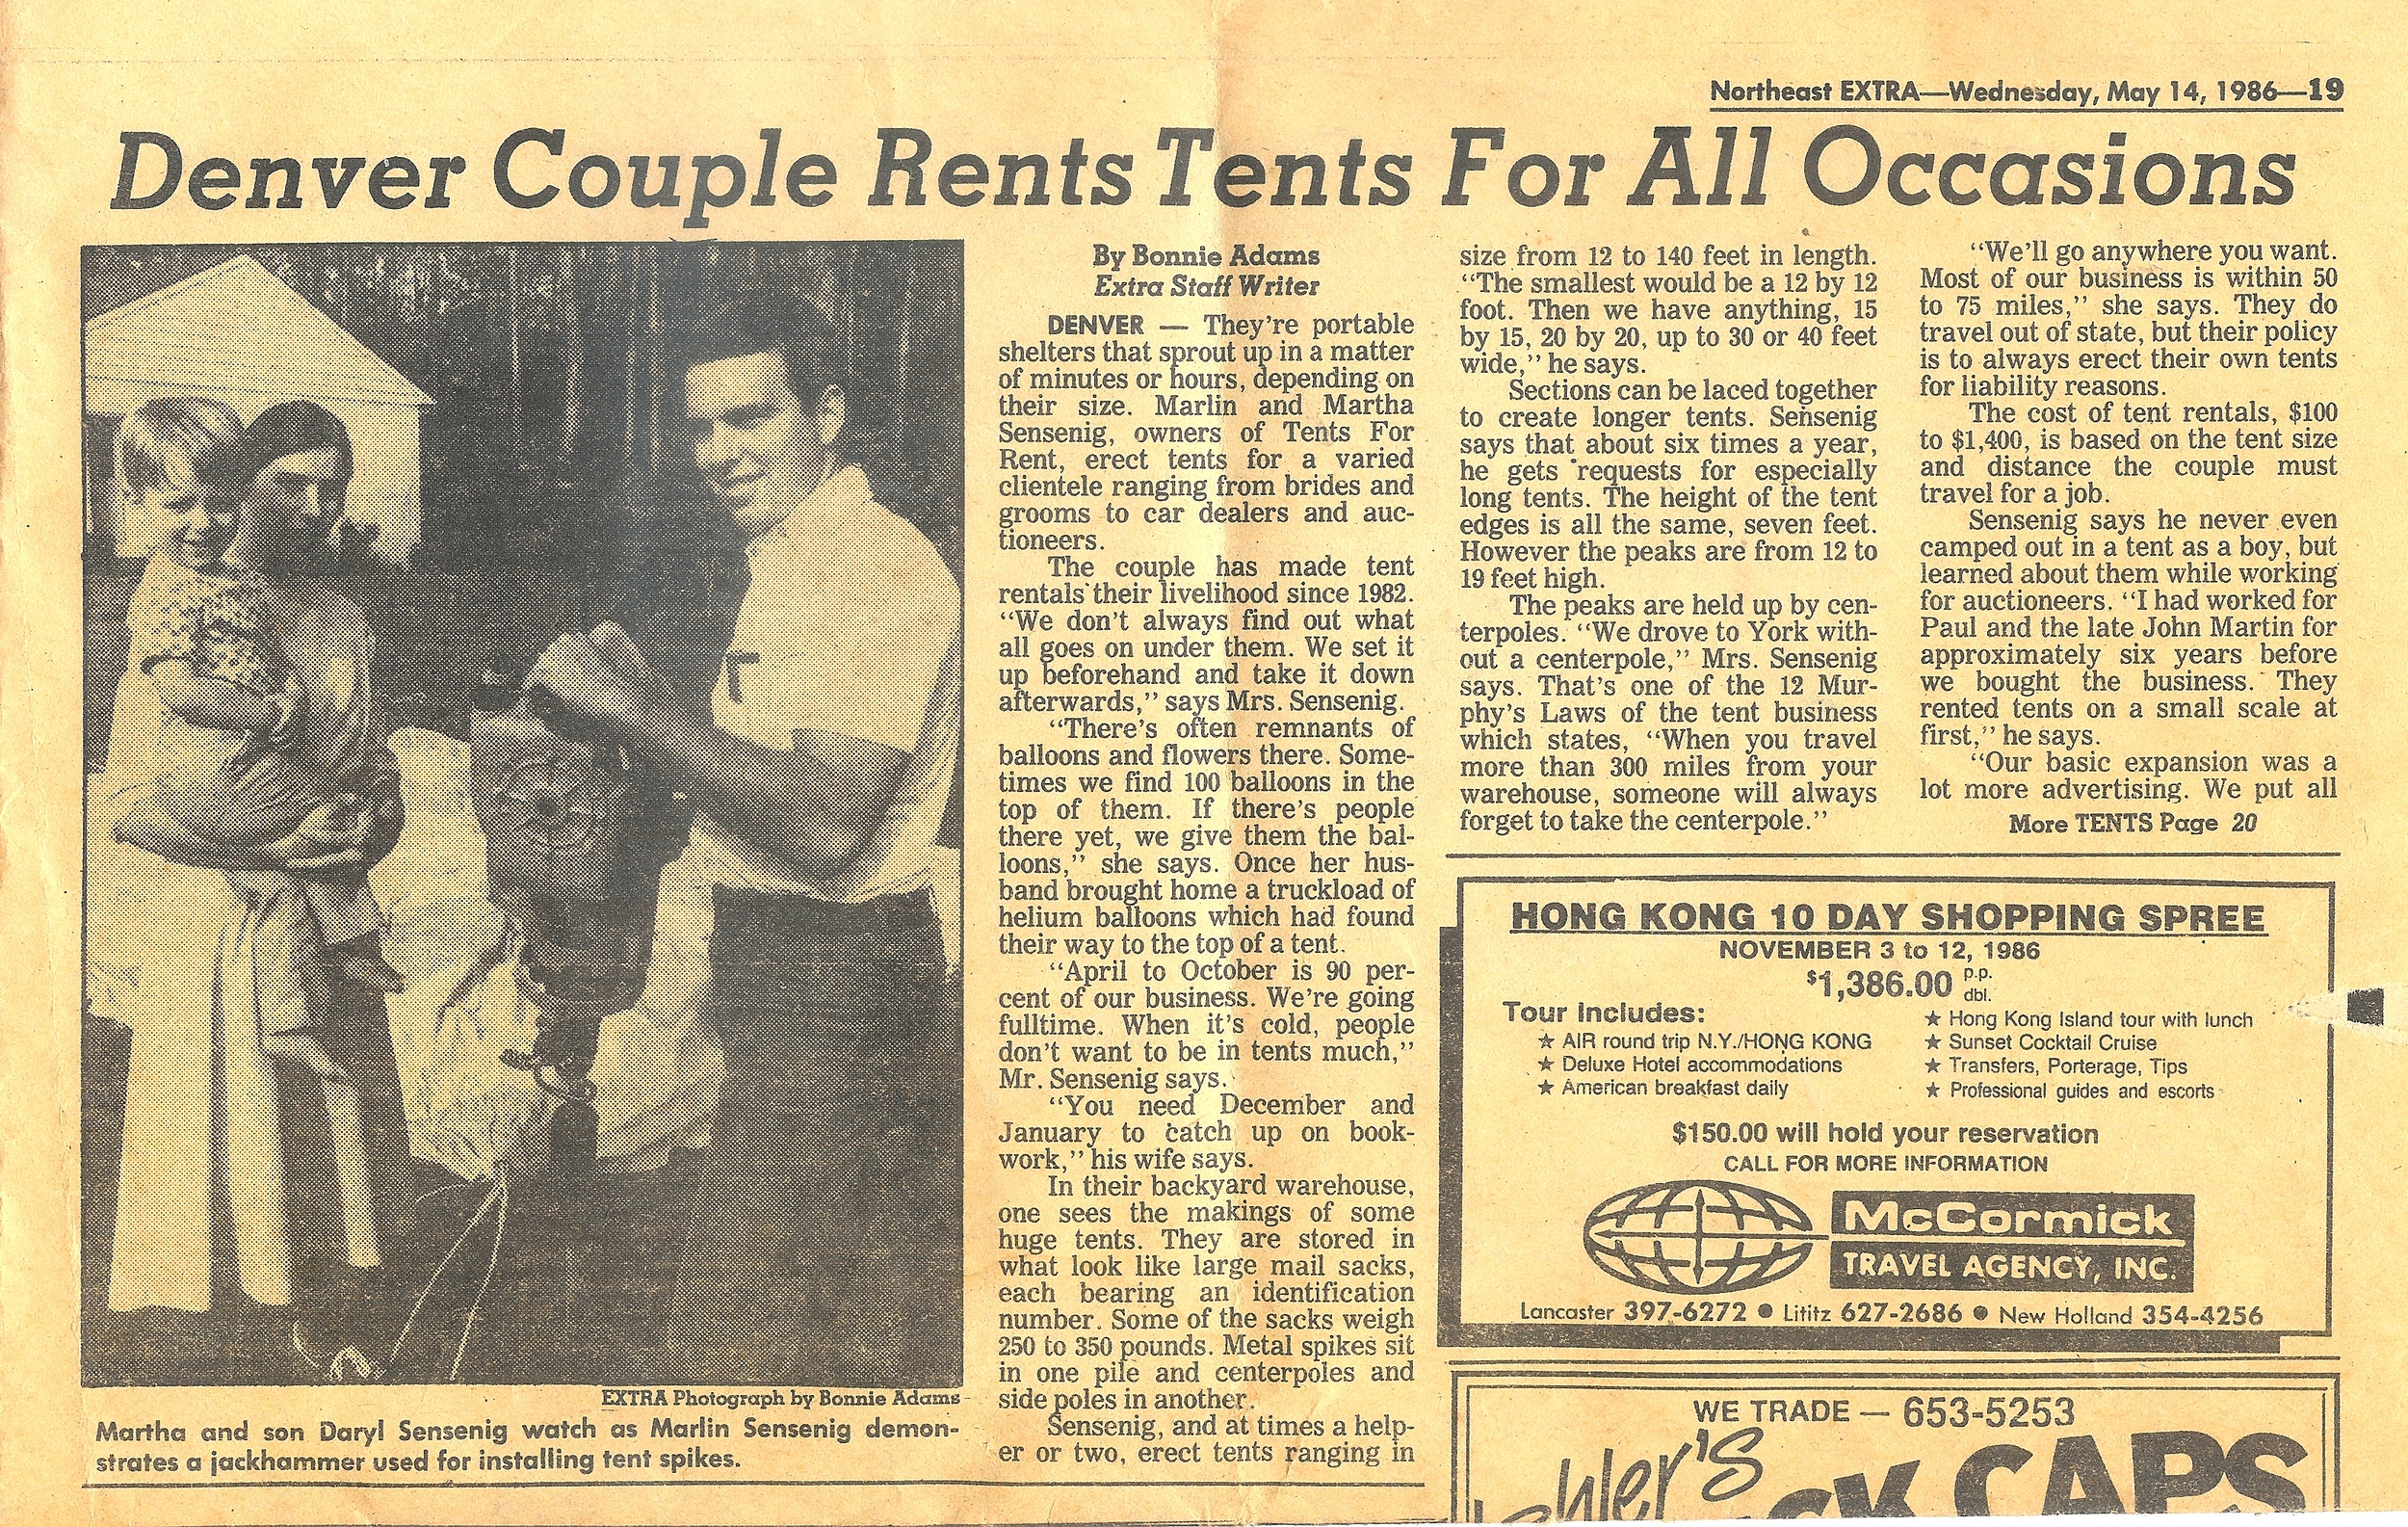 Northeast EXTRA—Wednesday, May 14, 1986—19
Denver Couple Rents Tents For All Occasions
By Bonnie Adams
Extra Staff Writer
DENVER — They're portable
shelters that sprout up in a matter
of minutes or hours, depending on
their size. Marlin and Martha
Sensenig, owners of Tents For
Rent, erect tents for a varied
clientele ranging from brides and
grooms to car dealers and auc-
tioneers.
The couple has made tent
rentals their livelihood since 1982.
"We don't always find out what
all goes on under them. We set it
up beforehand and take it down
afterwards," says Mrs. Sensenig.
"There's often remnants of
balloons and flowers there. Some-
times we find 100 balloons in the
top of them. If there's people
there yet, we give them the bal-
loons," she says. Once her hus-
band brought home a truckload of
helium balloons which had found
their way to the top of a tent.
"April to October is 90 per-
cent of our business. We're going
fulltime. When it's cold, people
don't want to be in tents much,"
Mr. Sensenig says.
"You need December and
January to catch up on book-
work," his wife says.
In their backyard warehouse,
one sees the makings of some
huge tents. They are stored in
what look like large mail sacks,
each bearing an identification
number. Some of the sacks weigh
250 to 350 pounds. Metal spikes sit
in one pile and centerpoles and
side poles in another.
Sensenig, and at times a help-
er or two, erect tents ranging in
size from 12 to 140 feet in length.
"The smallest would be a 12 by 12
foot. Then we have anything, 15
by 15, 20 by 20, up to 30 or 40 feet
wide," he says.
Sections can be laced together
to create longer tents. Sensenig
says that about six times a year,
he gets requests for especially
long tents. The height of the tent
edges is all the same, seven feet.
However the peaks are from 12 to
19 feet high.
The peaks are held up by cen-
terpoles. "We drove to York with-
out a centerpole," Mrs. Sensenig
says. That's one of the 12 Mur-
phy's Laws of the tent business
which states, "When you travel
more than 300 miles from your
warehouse, someone will always
forget to take the centerpole."
"We'll go anywhere you want.
Most of our business is within 50
to 75 miles," she says. They do
travel out of state, but their policy
is to always erect their own tents
for liability reasons.
The cost of tent rentals, $100
to $1,400, is based on the tent size
and distance the couple must
travel for a job.
Sensenig says he never even
camped out in a tent as a boy, but
learned about them while working
for auctioneers. "I had worked for
Paul and the late John Martin for
approximately six years before
we bought the business. They
rented tents on a small scale at
first," he says.
"Our basic expansion was a
lot more advertising. We put all
More TENTS Page 20
EXTRA Photograph by Bonnie Adams
Martha and son Daryl Sensenig watch as Marlin Sensenig demon-
strates a jackhammer used for installing tent spikes.
HONG KONG 10 DAY SHOPPING SPREE
NOVEMBER 3 to 12, 1986
$1,386.00 p.p. dbl.
Tour Includes:
★ AIR round trip N.Y./HONG KONG
★ Deluxe Hotel accommodations
★ American breakfast daily
★ Hong Kong Island tour with lunch
★ Sunset Cocktail Cruise
★ Transfers, Porterage, Tips
★ Professional guides and escorts
$150.00 will hold your reservation
CALL FOR MORE INFORMATION
McCormick
TRAVEL AGENCY, INC.
Lancaster 397-6272 ● Lititz 627-2686 ● New Holland 354-4256
WE TRADE — 653-5253
CAPS